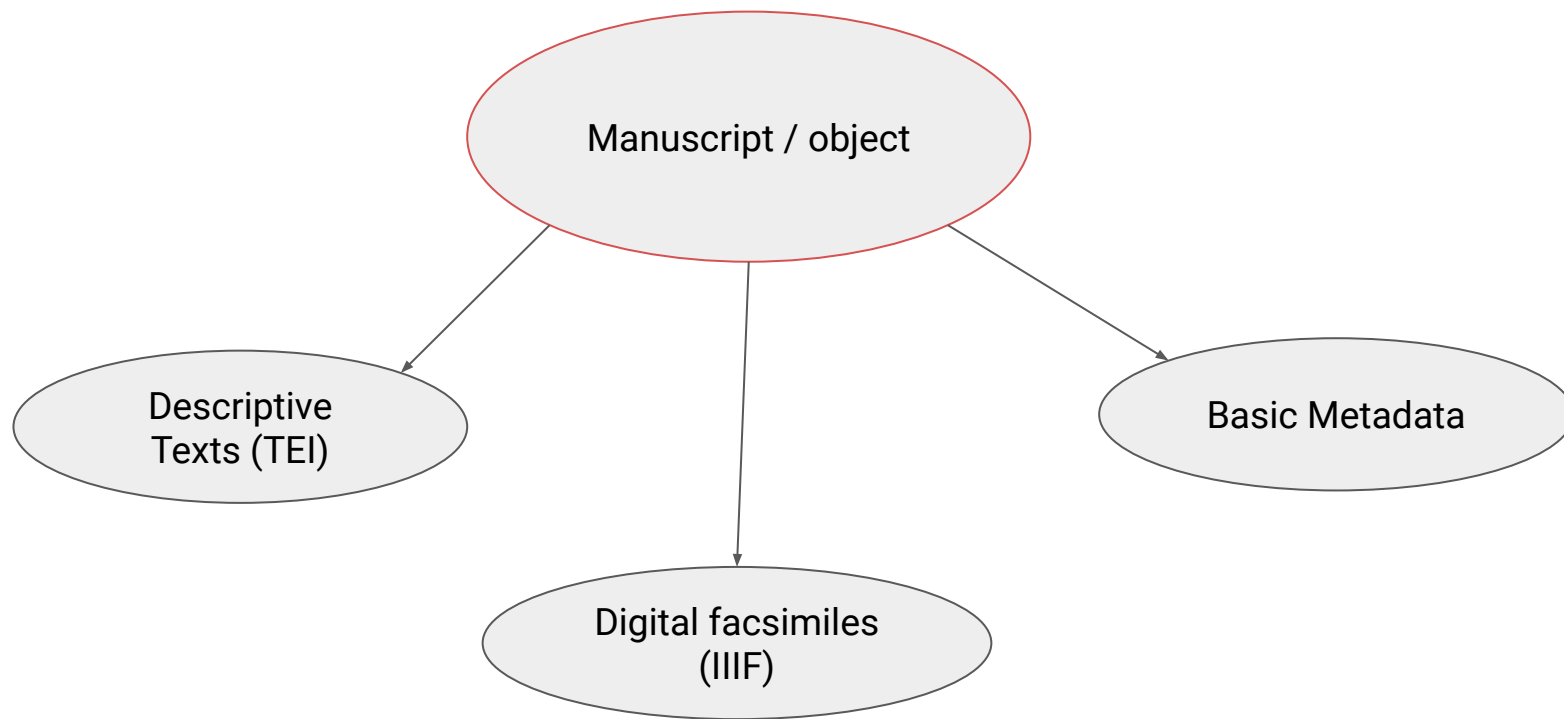 Manuscript / object
Descriptive
Texts (TEI)
Basic Metadata
Digital facsimiles
(IIIF)